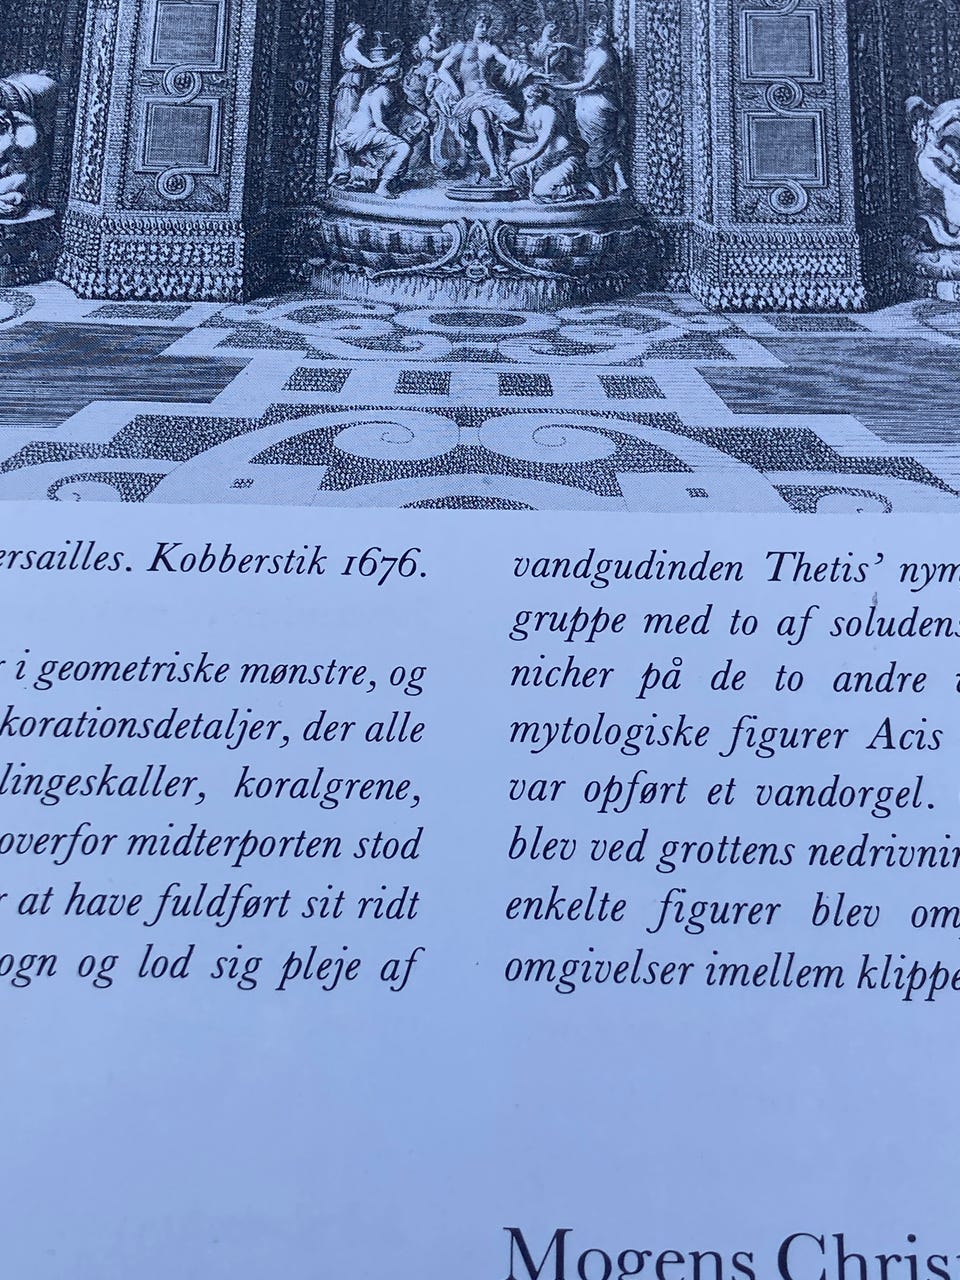 ersailles. Kobberstik 1676.
r i geometriske mønstre, og
korationsdetaljer, der alle
lingeskaller, koralgrene,
overfor midterporten stod
r at have fuldført sit ridt
ogn og lod sig pleje af
vandgudinden Thetis' nym
gruppe med to af soludens
nicher på de to andre
mytologiske figurer Acis
var opført et vandorgel.
blev ved grottens nedrivnin
enkelte figurer blev om
omgivelser imellem klippe
Mogens Chris